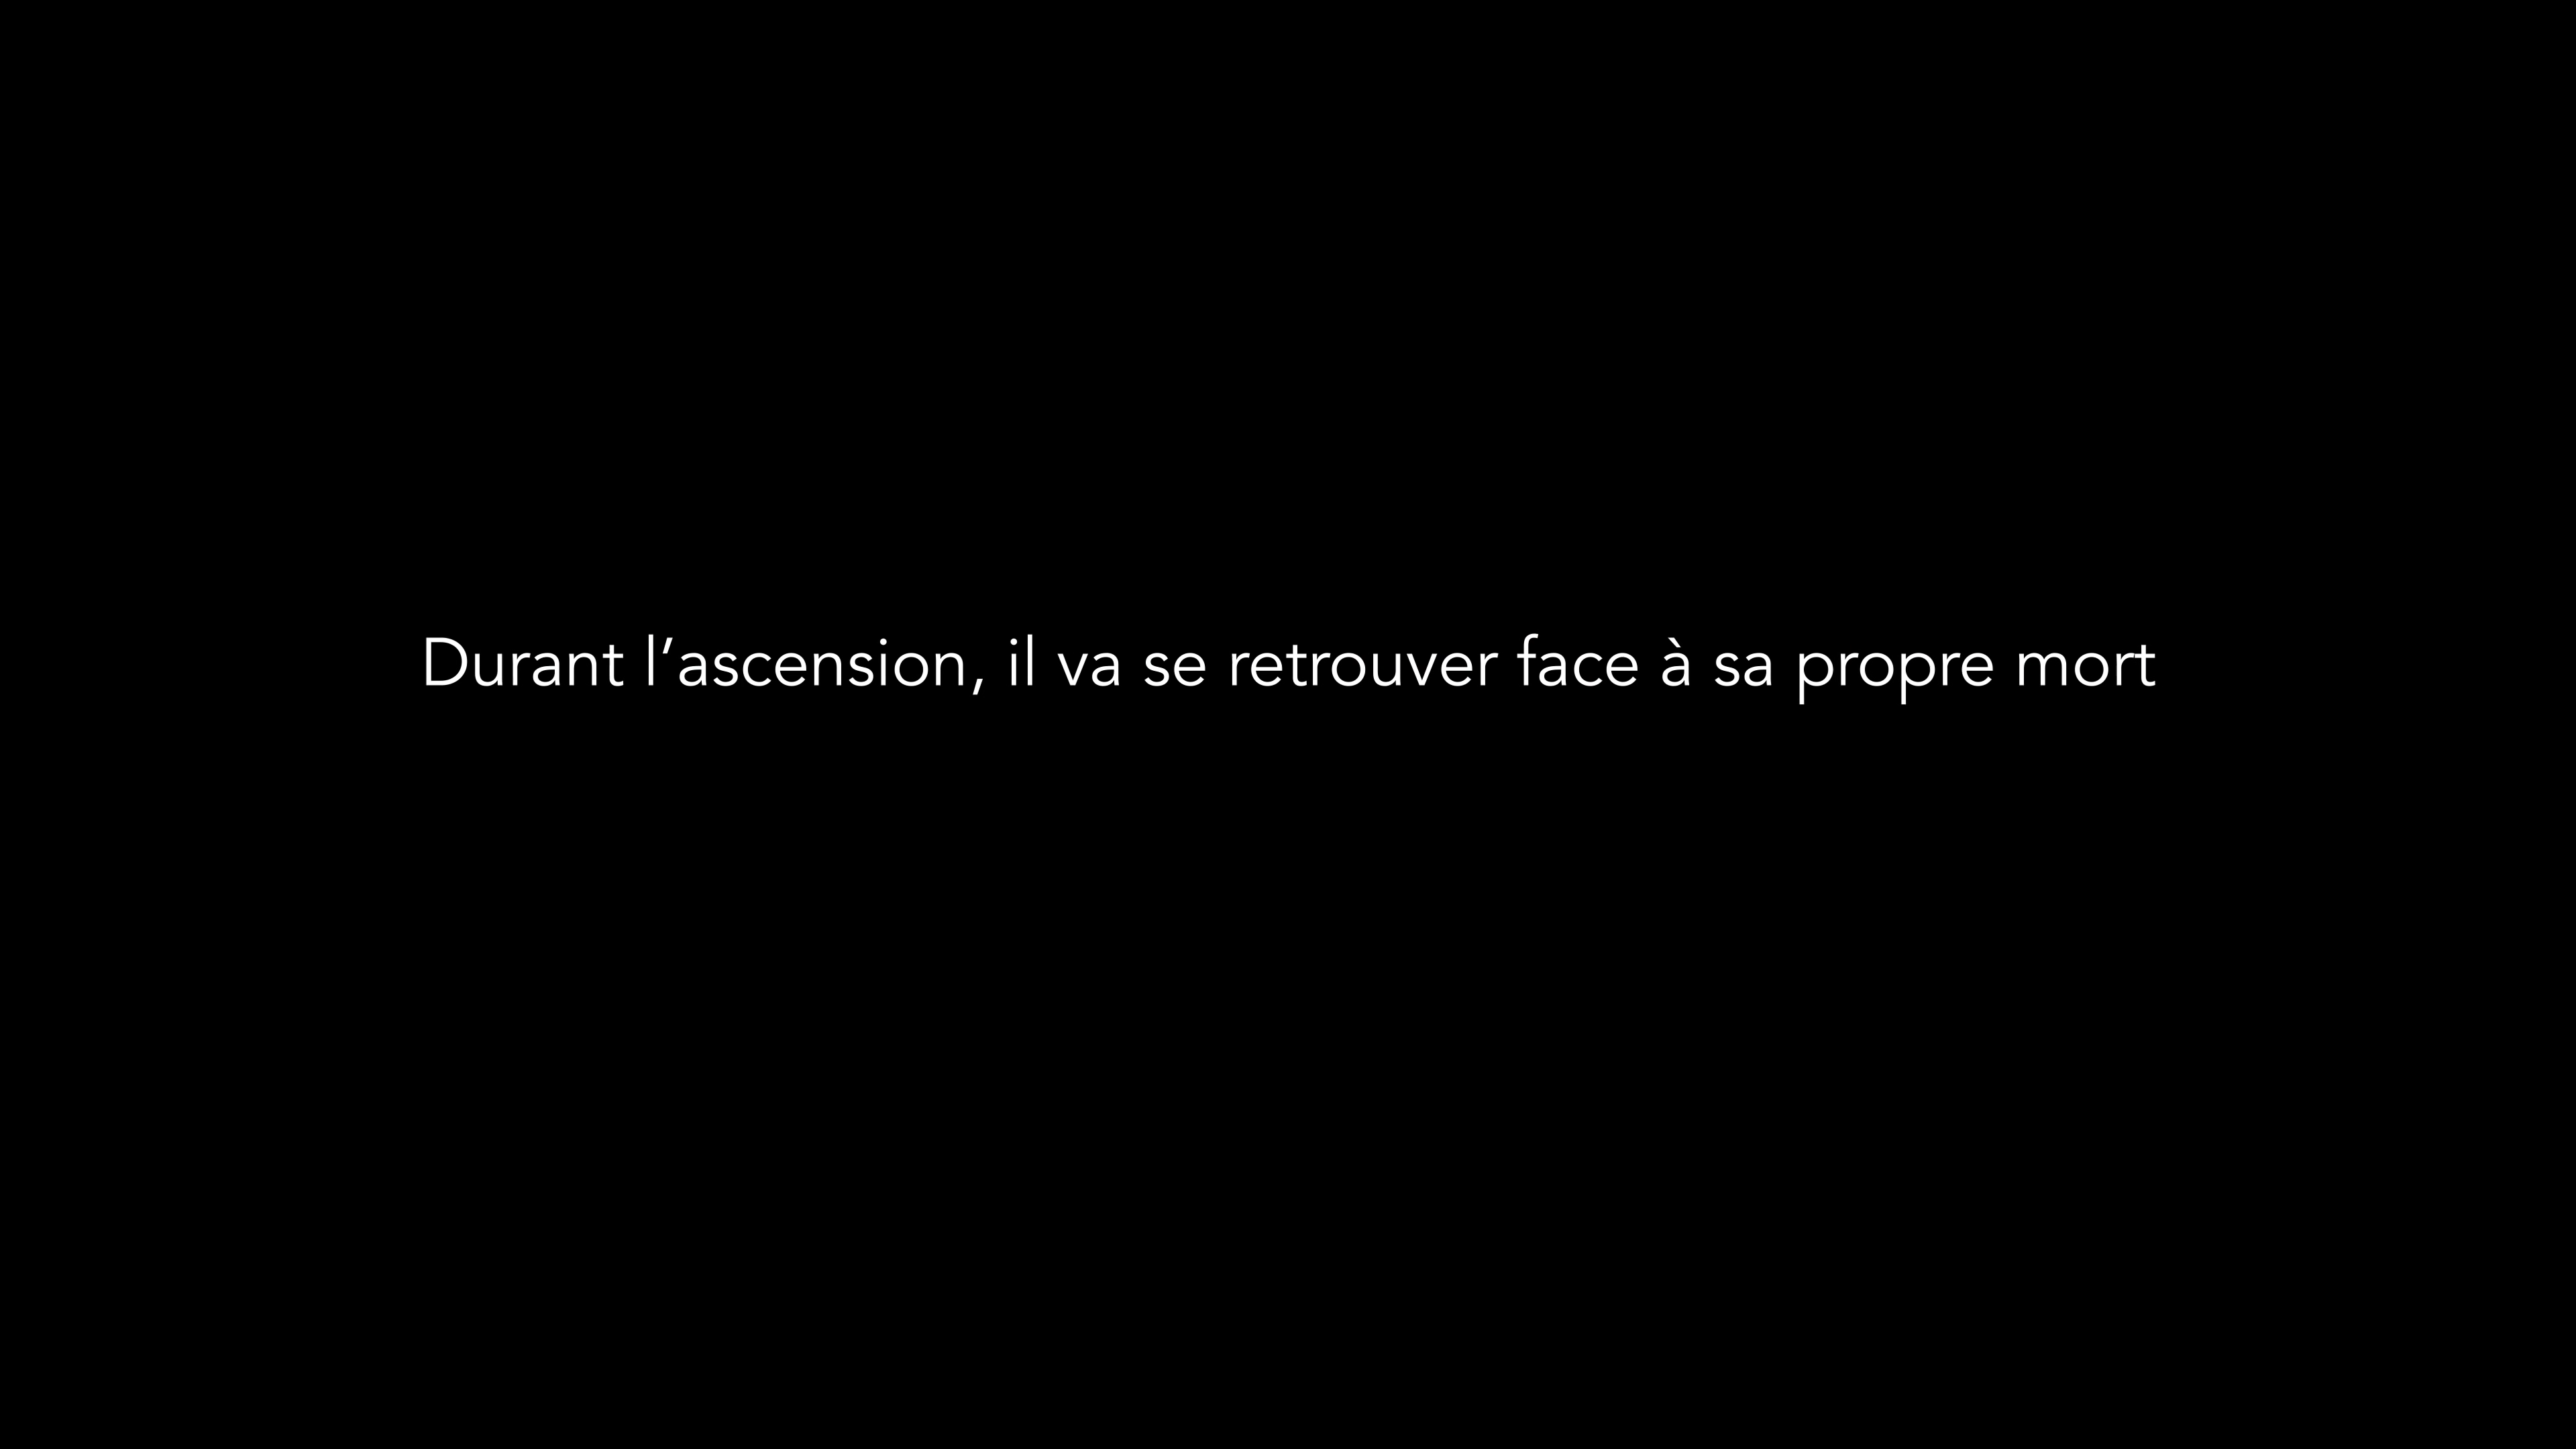 Durant l’ascension, il va se retrouver face à sa propre mort